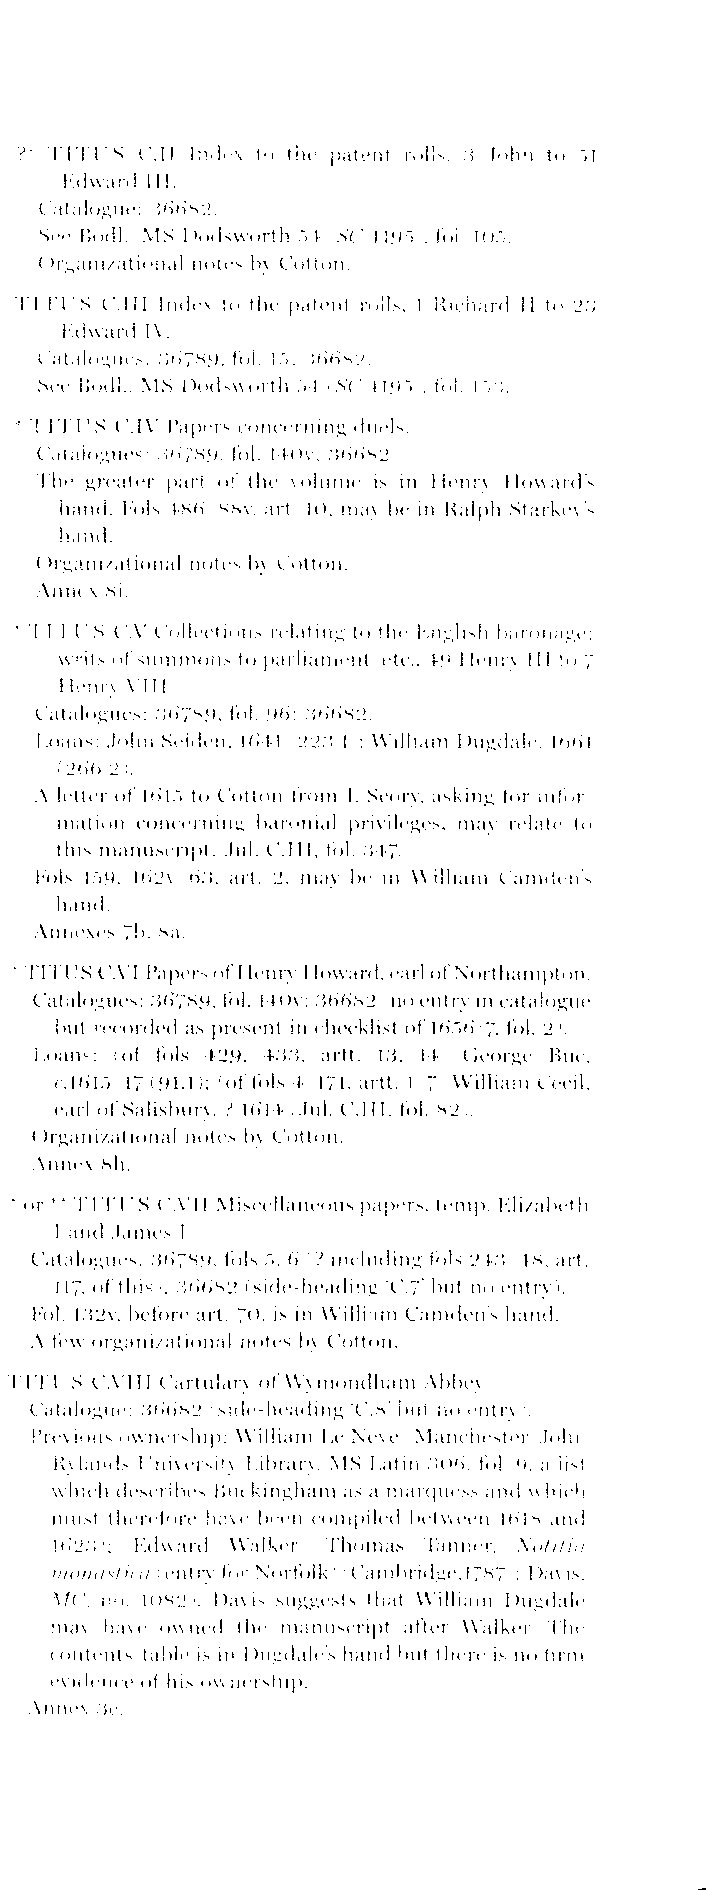 ?* TITUS C.II Index to the patent rolls, 3 John to 51
Edward III.
Catalogue: 36682.
See Bodl., MS Dodsworth 54 (SC 4195), fol. 105.
Organizational notes by Cotton.
TITUS C.III Index to the patent rolls, 1 Richard II to 23
Edward IV.
Catalogues: 36789, fol. 15; 36682.
See Bodl., MS Dodsworth 54 (SC 4195), fol. 153.
* TITUS C.IV Papers concerning duels.
Catalogues: 36789, fol. 140v; 36682.
The greater part of the volume is in Henry Howard's
hand. Fols 486–88v, art. 40, may be in Ralph Starkey's
hand.
Organizational notes by Cotton.
Annex 8i.
* TITUS C.V Collections relating to the English baronage;
writs of summons to parliament, etc., 49 Henry III to 7
Henry VIII.
Catalogues: 36789, fol. 96; 36682.
Loans: John Selden, 1641 (223.1); William Dugdale, 1661
(266.2).
A letter of 1615 to Cotton from J. Scory, asking for infor-
mation concerning baronial privileges, may relate to
this manuscript: Jul. C.III, fol. 347.
Fols 159, 162v–63, art. 2, may be in William Camden's
hand.
Annexes 7b, 8a.
* TITUS C.VI Papers of Henry Howard, earl of Northampton.
Catalogues: 36789, fol. 140v; 36682 (no entry in catalogue
but recorded as present in checklist of 1656–7, fol. 2).
Loans: (of fols 429, 433, artt. 13, 14) George Buc,
c.1615–17 (91.1); (of fols 4–171, artt. 1–7) William Cecil,
earl of Salisbury, ? 1614 (Jul. C.III, fol. 82).
Organizational notes by Cotton.
Annex 8h.
* or ** TITUS C.VII Miscellaneous papers, temp. Elizabeth
I and James I.
Catalogues: 36789, fols 5, 6 (? including fols 243–48, art.
117, of this); 36682 (side-heading 'C.7' but no entry).
Fol. 132v, before art. 70, is in William Camden's hand.
A few organizational notes by Cotton.
TITUS C.VIII Cartulary of Wymondham Abbey.
Catalogue: 36682 (side-heading 'C.8' but no entry).
Previous ownership: William Le Neve (Manchester, John
Rylands University Library, MS Latin 306, fol. 9, a list
which describes Buckingham as a marquess and which
must therefore have been compiled between 1618 and
1623); Edward Walker (Thomas Tanner, Notitia
monastica (entry for Norfolk) (Cambridge, 1787); Davis,
MC, no. 1082). Davis suggests that William Dugdale
may have owned the manuscript after Walker. The
contents table is in Dugdale's hand but there is no firm
evidence of his ownership.
Annex 3e.